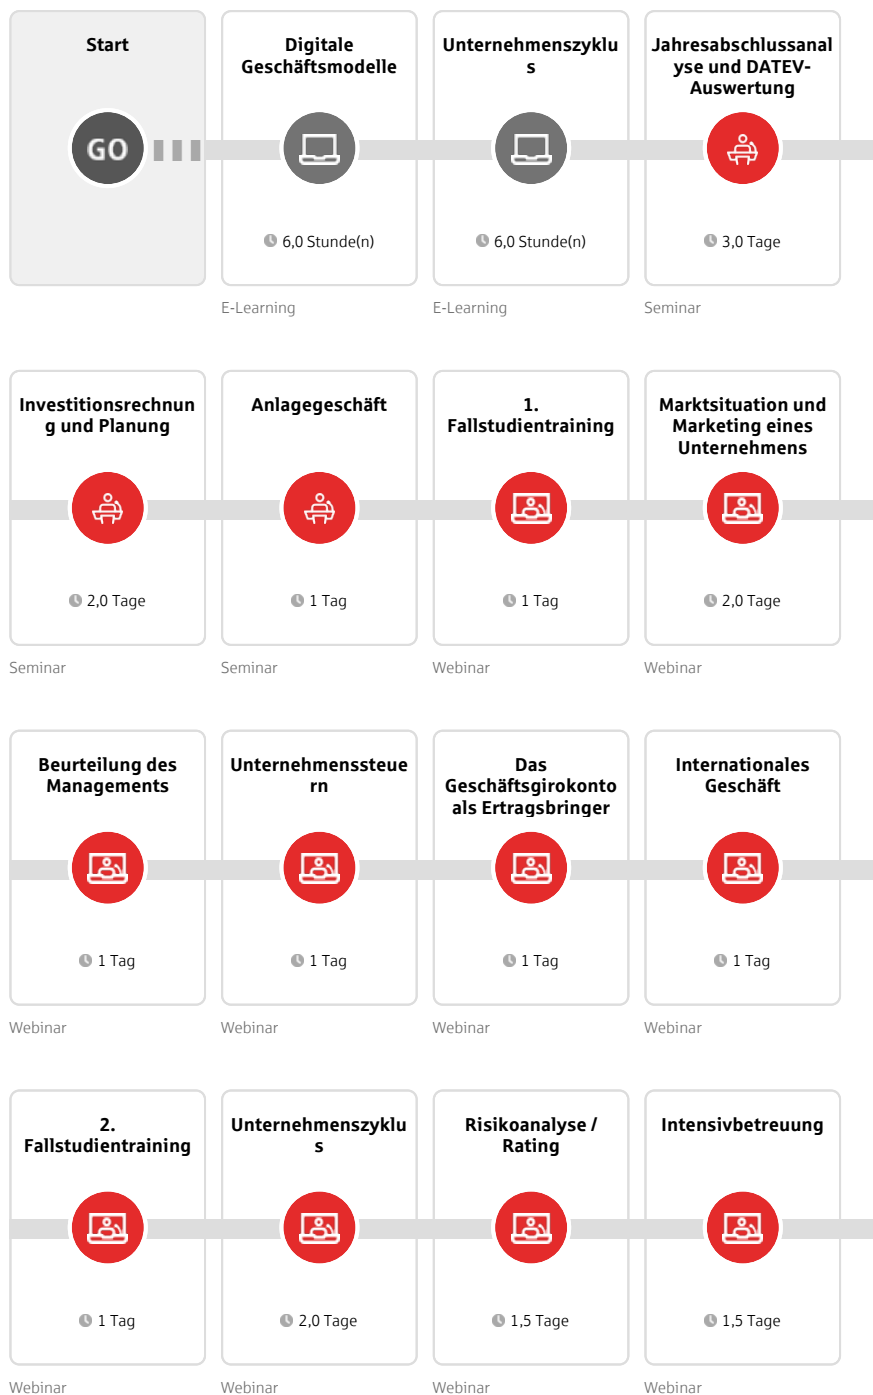 Start
Digitale
Geschäftsmodelle
Unternehmenszyklu
s
Jahresabschlussanal
yse und DATEV-
Auswertung
GO
6,0 Stunde(n)
6,0 Stunde(n)
3,0 Tage
E-Learning
E-Learning
Seminar
Investitionsrechnun
g und Planung
Anlagegeschäft
1.
Fallstudientraining
Marktsituation und
Marketing eines
Unternehmens
2,0 Tage
1 Tag
1 Tag
2,0 Tage
Seminar
Seminar
Webinar
Webinar
Beurteilung des
Managements
Unternehmenssteue
rn
Das
Geschäftsgirokonto
als Ertragsbringer
Internationales
Geschäft
1 Tag
1 Tag
1 Tag
1 Tag
Webinar
Webinar
Webinar
Webinar
2.
Fallstudientraining
Unternehmenszyklu
s
Risikoanalyse /
Rating
Intensivbetreuung
1 Tag
2,0 Tage
1,5 Tage
1,5 Tage
Webinar
Webinar
Webinar
Webinar